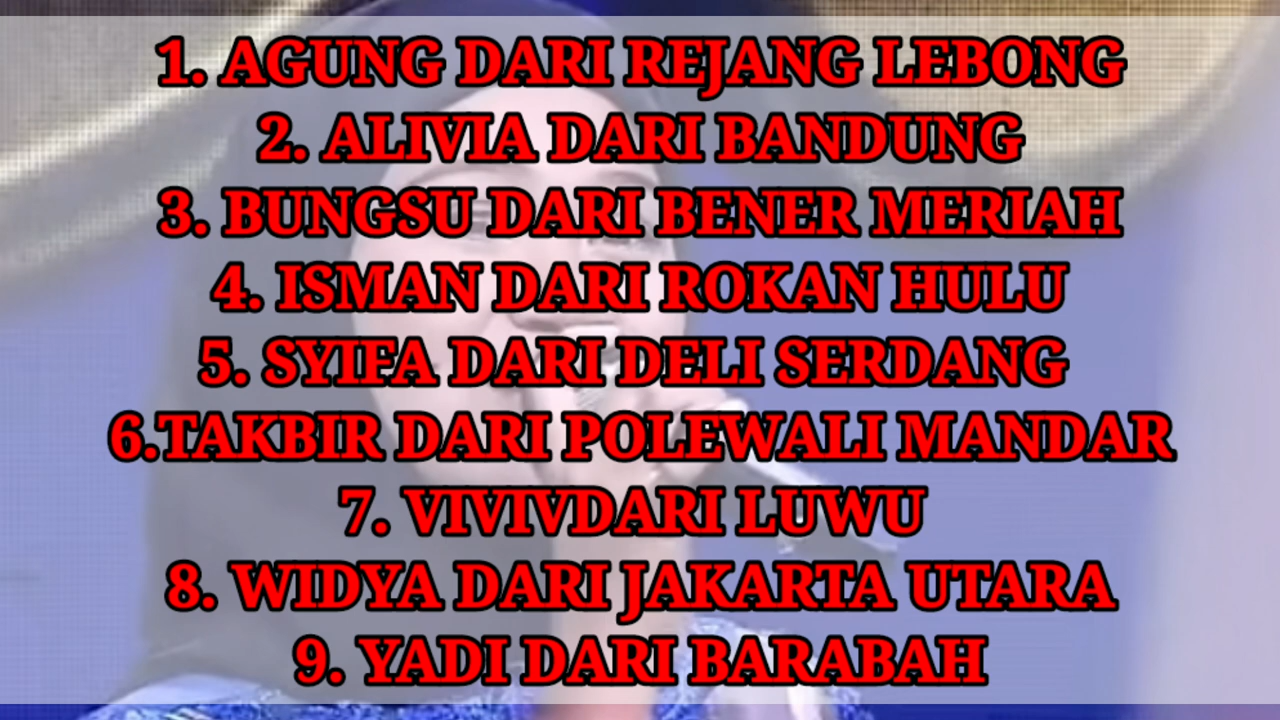 1. AGUNG DARI REJANG LEBONG
2. ALIVIA DARI BANDUNG
3. BUNGSU DARI BENER MERIAH
4. ISMAN DARI ROKAN HULU
5. SYIFA DARI DELI SERDANG
6.TAKBIR DARI POLEWALI MANDAR
7. VIVIVDARI LUWU
8. WIDYA DARI JAKARTA UTARA
9. YADI DARI BARABAH